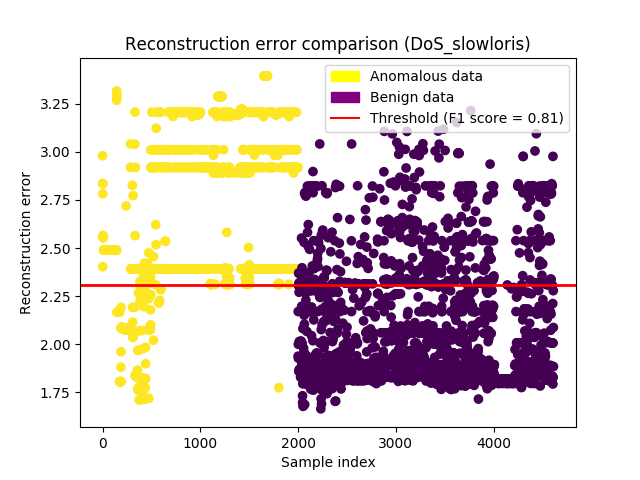 Reconstruction error comparison (DoS_slowloris)
Anomalous data
Benign data
Threshold (F1 score = 0.81)
Reconstruction error
3.25
3.00
2.75
2.50
2.25
2.00
1.75
0
1000
2000
3000
4000
Sample index